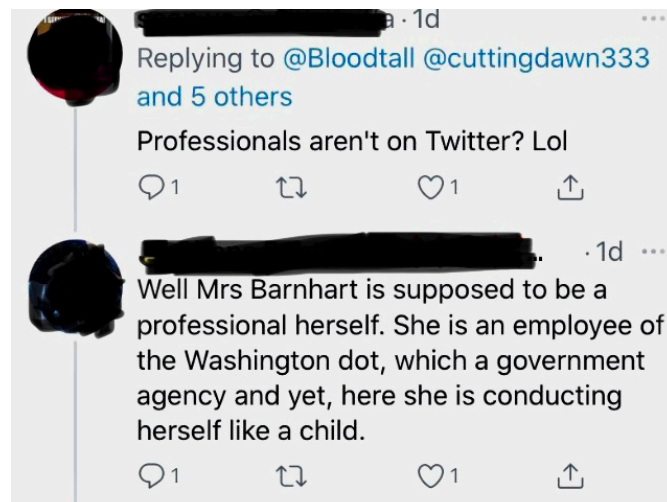 a · 1d
Replying to @Bloodtall @cuttingdawn333
and 5 others
Professionals aren't on Twitter? Lol
1
1
· 1d
Well Mrs Barnhart is supposed to be a
professional herself. She is an employee of
the Washington dot, which a government
agency and yet, here she is conducting
herself like a child.
1
1